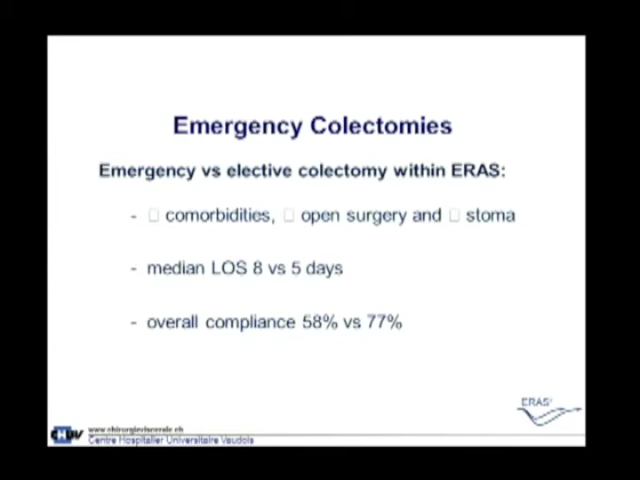 Emergency Colectomies
Emergency vs elective colectomy within ERAS:
- □ comorbidities, □ open surgery and □ stoma
- median LOS 8 vs 5 days
- overall compliance 58% vs 77%
ERAS
CHUV
www.chirurgieviscerale.ch
Centre Hospitalier Universitaire Vaudois